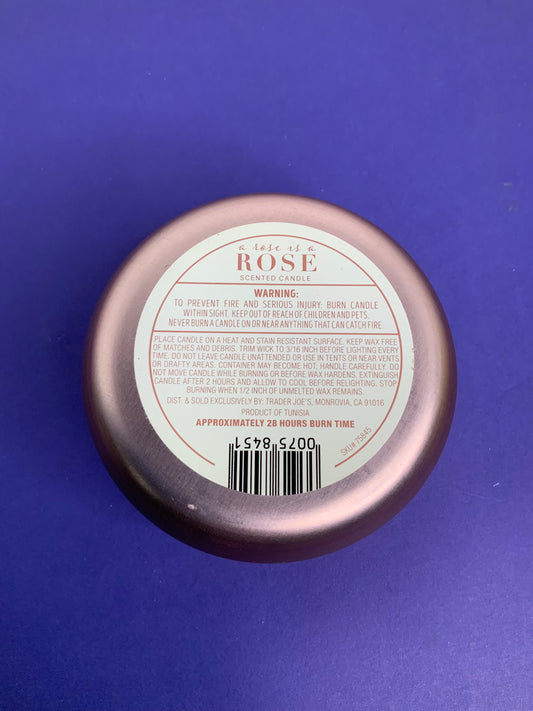 a rose is a
ROSE
SCENTED CANDLE
WARNING:
TO PREVENT FIRE AND SERIOUS INJURY: BURN CANDLE
WITHIN SIGHT. KEEP OUT OF REACH OF CHILDREN AND PETS.
NEVER BURN A CANDLE ON OR NEAR ANYTHING THAT CAN CATCH FIRE
PLACE CANDLE ON A HEAT AND STAIN RESISTANT SURFACE. KEEP WAX FREE
OF MATCHES AND DEBRIS. TRIM WICK TO 3/16 INCH BEFORE LIGHTING EVERY
TIME. DO NOT LEAVE CANDLE UNATTENDED OR USE IN TENTS OR NEAR VENTS
OR DRAFTY AREAS. CONTAINER MAY BECOME HOT; HANDLE CAREFULLY. DO
NOT MOVE CANDLE WHILE BURNING OR BEFORE WAX HARDENS. EXTINGUISH
CANDLE AFTER 2 HOURS AND ALLOW TO COOL BEFORE RELIGHTING. STOP
BURNING WHEN 1/2 INCH OF UNMELTED WAX REMAINS.
DIST. & SOLD EXCLUSIVELY BY: TRADER JOE'S, MONROVIA, CA 91016
PRODUCT OF TUNISIA
APPROXIMATELY 28 HOURS BURN TIME
0075 8451
SKU# 75845